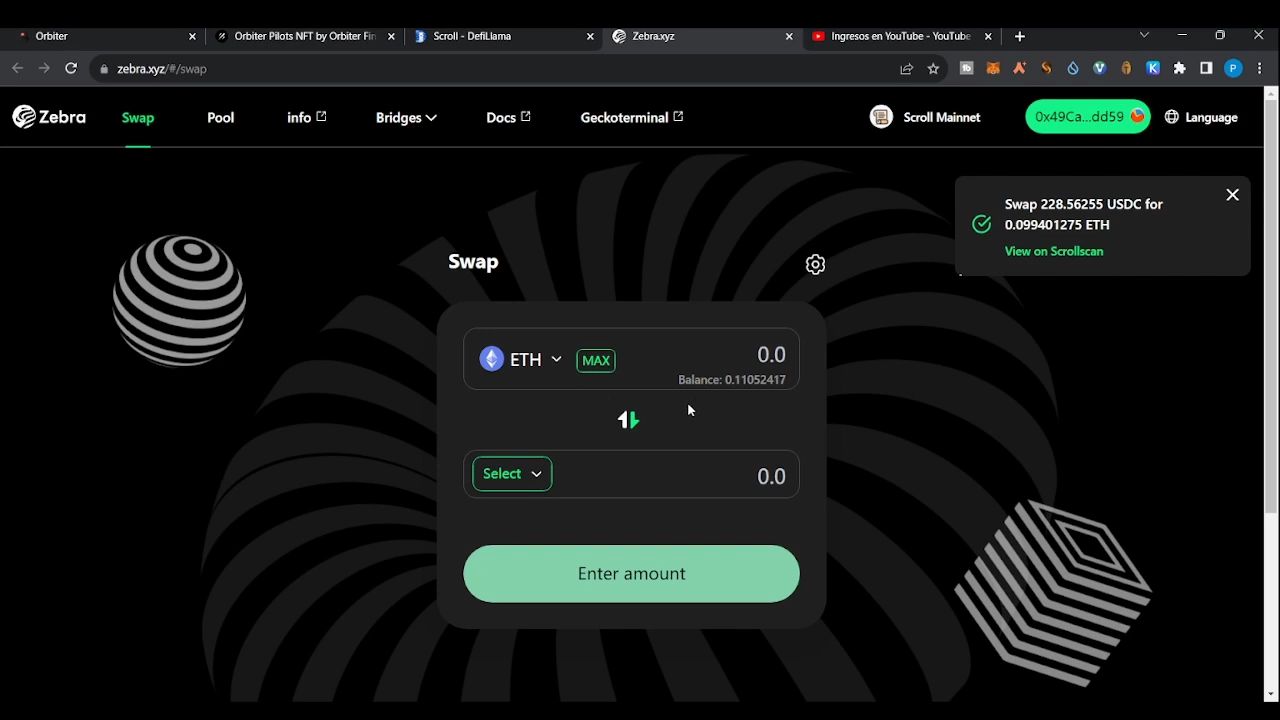 Orbiter
Orbiter Pilots NFT by Orbiter Fin
Scroll - DefiLlama
Zebra.xyz
Ingresos en YouTube - YouTube
zebra.xyz/#/swap
P
Zebra
Swap
Pool
info
Bridges
Docs
Geckoterminal
Scroll Mainnet
0x49Ca...dd59
Language
Swap 228.56255 USDC for
0.099401275 ETH
View on Scrollscan
Swap
ETH
MAX
0.0
Balance: 0.11052417
Select
0.0
Enter amount